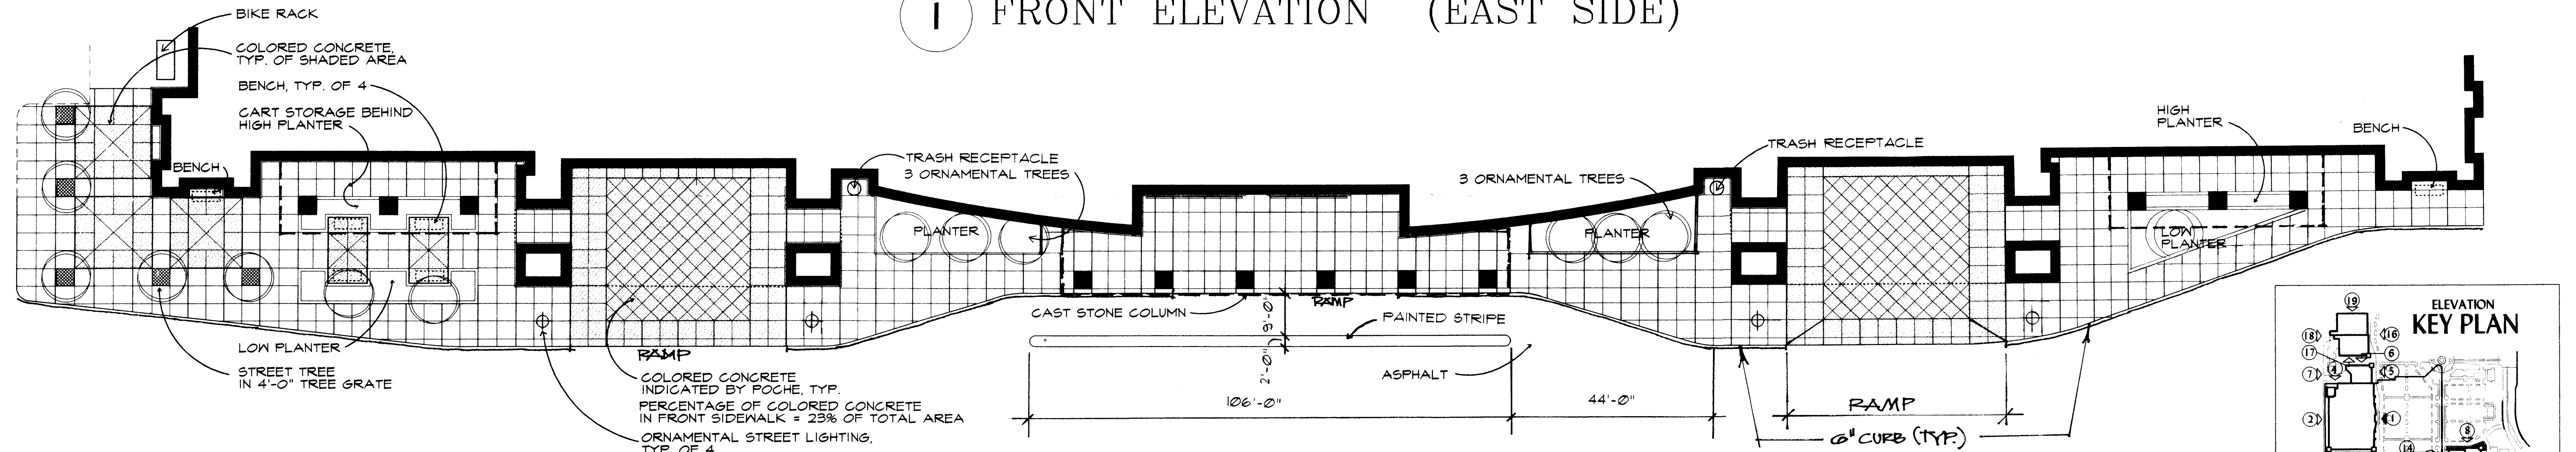 1 FRONT ELEVATION (EAST SIDE)
BIKE RACK
COLORED CONCRETE,
TYP. OF SHADED AREA
BENCH, TYP. OF 4
CART STORAGE BEHIND
HIGH PLANTER
BENCH
TRASH RECEPTACLE
3 ORNAMENTAL TREES
PLANTER
3 ORNAMENTAL TREES
PLANTER
TRASH RECEPTACLE
HIGH
PLANTER
BENCH
LOW
PLANTER
CAST STONE COLUMN
RAMP
9'-0"
2'-0"
PAINTED STRIPE
ASPHALT
LOW PLANTER
STREET TREE
IN 4'-0" TREE GRATE
RAMP
COLORED CONCRETE
INDICATED BY POCHE, TYP.
PERCENTAGE OF COLORED CONCRETE
IN FRONT SIDEWALK = 23% OF TOTAL AREA
ORNAMENTAL STREET LIGHTING,
TYP. OF 4
106'-0"
44'-0"
RAMP
6" CURB (TYP.)
ELEVATION
KEY PLAN
19
18
16
17
6
4
7
5
2
1
8
14